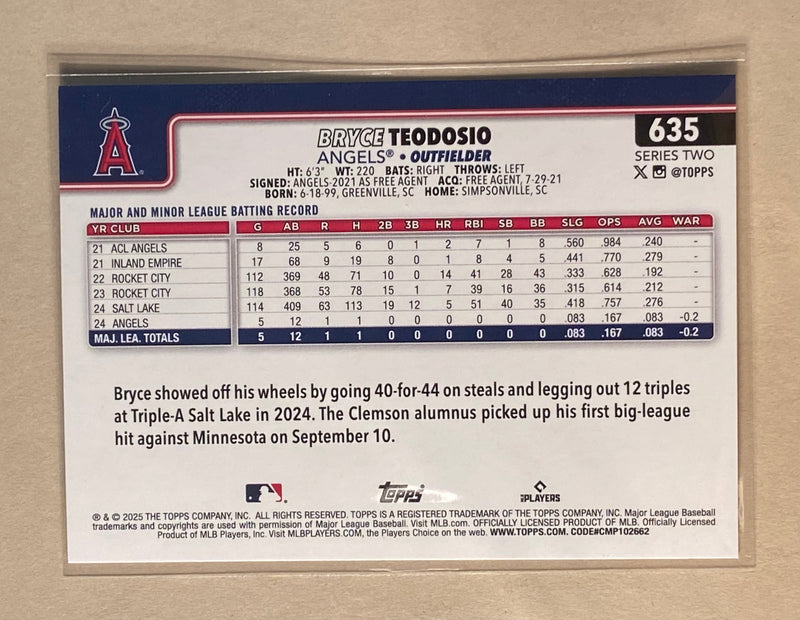 A
635
BRYCE TEODOSIO
ANGELS® • OUTFIELDER
SERIES TWO
HT: 6'3" WT: 220 BATS: RIGHT THROWS: LEFT
@TOPPS
SIGNED: ANGELS-2021 AS FREE AGENT ACQ: FREE AGENT, 7-29-21
BORN: 6-18-99, GREENVILLE, SC HOME: SIMPSONVILLE, SC
MAJOR AND MINOR LEAGUE BATTING RECORD
YR CLUB G AB R H 2B 3B HR RBI SB BB SLG OPS AVG WAR
21 ACL ANGELS 8 25 5 6 0 1 2 7 1 8 .560 .984 .240 -
21 INLAND EMPIRE 17 68 9 19 8 0 1 8 4 5 .441 .770 .279 -
22 ROCKET CITY 112 369 48 71 10 0 14 41 28 43 .333 .628 .192 -
23 ROCKET CITY 118 368 53 78 15 1 7 39 16 36 .315 .614 .212 -
24 SALT LAKE 114 409 63 113 19 12 5 51 40 35 .418 .757 .276 -
24 ANGELS 5 12 1 1 0 0 0 0 0 0 .083 .167 .083 -0.2
MAJ. LEA. TOTALS 5 12 1 1 0 0 0 0 0 0 .083 .167 .083 -0.2
Bryce showed off his wheels by going 40-for-44 on steals and legging out 12 triples
at Triple-A Salt Lake in 2024. The Clemson alumnus picked up his first big-league
hit against Minnesota on September 10.
Topps
MLB PLAYERS
® & © 2025 THE TOPPS COMPANY, INC. ALL RIGHTS RESERVED. TOPPS IS A REGISTERED TRADEMARK OF THE TOPPS COMPANY, INC. Major League Baseball
trademarks and copyrights are used with permission of Major League Baseball. Visit MLB.com. OFFICIALLY LICENSED PRODUCT OF MLB. Officially Licensed
Product of MLB Players, Inc. Visit MLBPLAYERS.COM, the Players Choice on the web. WWW.TOPPS.COM. CODE#CMP102662